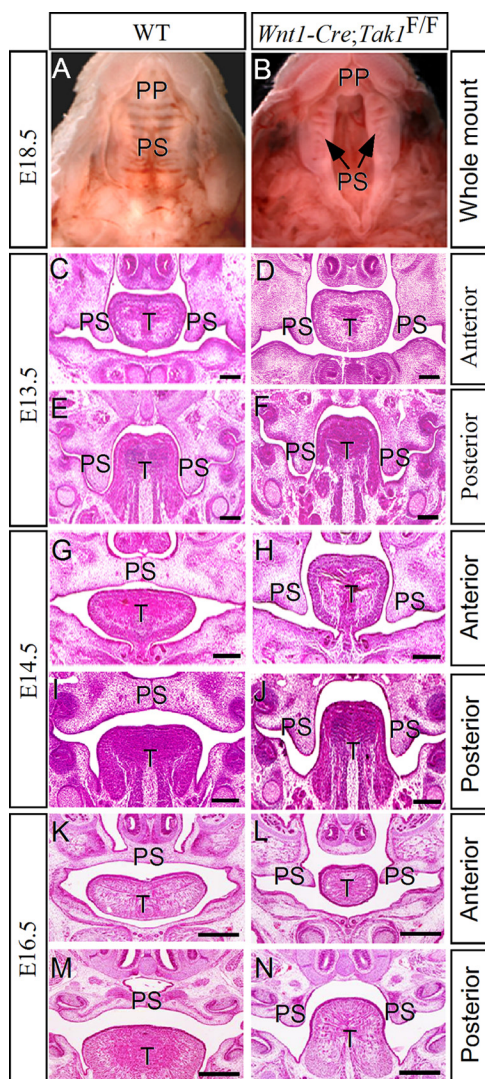 WT
Wnt1-Cre;Tak1F/F
E18.5
A
PP
PS
B
PP
PS
Whole mount
E13.5
C
PS
T
PS
D
PS
T
PS
Anterior
E
PS
T
PS
F
PS
T
PS
Posterior
E14.5
G
PS
T
H
PS
T
PS
Anterior
I
PS
T
J
PS
T
PS
Posterior
E16.5
K
PS
T
L
PS
T
PS
Anterior
M
PS
T
N
PS
T
PS
Posterior